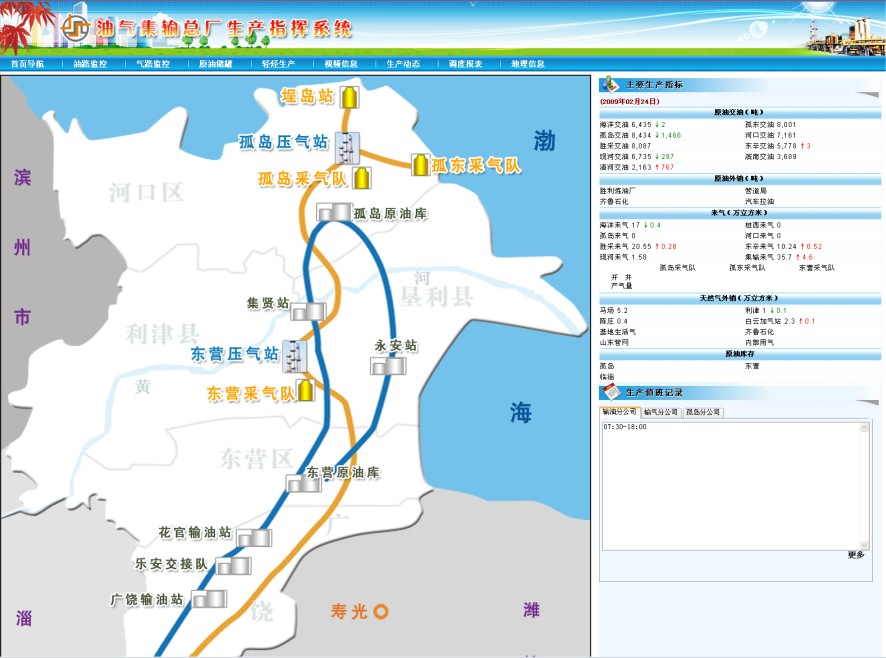 油气集输总厂生产指挥系统
首页导航 油路监控 气路监控 原油储罐 轻烃生产 视频信息 生产动态 调度报表 地理信息
埕岛站
孤岛压气站
渤
孤东采气队
孤岛采气队
滨
河口区
孤岛原油库
州
河
垦利县
集贤站
市
利津县
永安站
东营压气站
黄
东营采气队
海
东营区
东营原油库
广
花官输油站
乐安交接队
广饶输油站
饶
寿光
淄
潍
主要生产指标
(2009年02月24日)
原油交油(吨)
海洋交油 6,435 ↓2 孤东交油 8,001
孤岛交油 8,434 ↓1,486 河口交油 7,161
胜采交油 8,087 东辛交油 5,778 ↑3
现河交油 6,735 ↓297 滨南交油 3,689
清河交油 2,163 ↑767
原油外销(吨)
胜利炼油厂 管道局
齐鲁石化 汽车拉油
来气(万立方米)
海洋来气 17 ↓0.4 桩西来气 0
孤岛来气 0 河口来气 0
胜采来气 20.55 ↑0.28 东辛来气 10.24 ↑0.52
现河来气 1.58 集输来气 35.7 ↑4.6
孤岛采气队 孤东采气队 东营采气队
开 井
产气量
天然气外销(万立方米)
马场 5.2 利津 1 ↓0.1
陈庄 0.4 白云加气站 2.3 ↑0.1
基地生活气 齐鲁石化
山东管网 内部用气
原油库存
孤岛 东营
临临
生产值班记录
输油分公司 输气分公司 孤岛分公司
07:30-18:00
更多